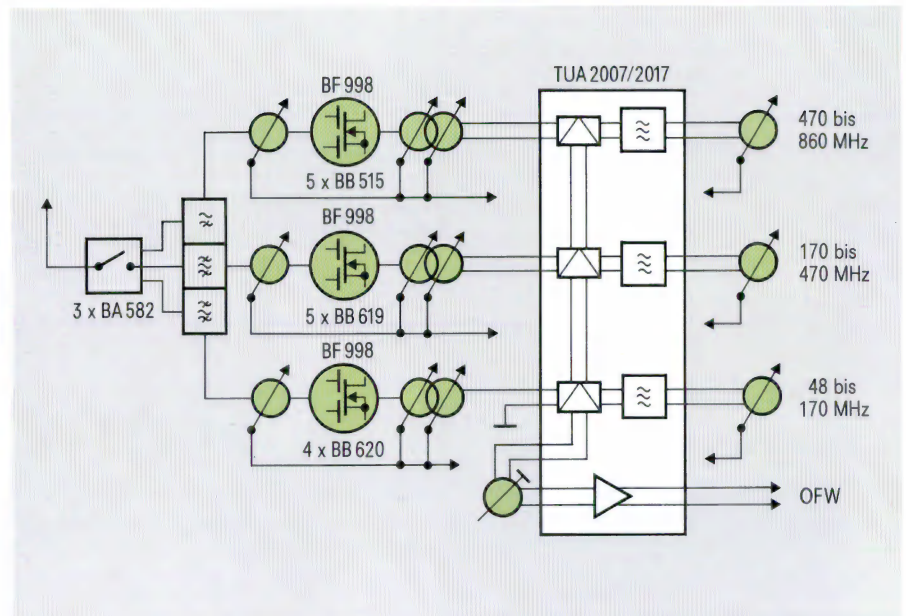 BF 998
TUA 2007/2017
470 bis
860 MHz
5 x BB 515
BF 998
170 bis
470 MHz
3 x BA 582
5 x BB 619
BF 998
48 bis
170 MHz
4 x BB 620
OFW